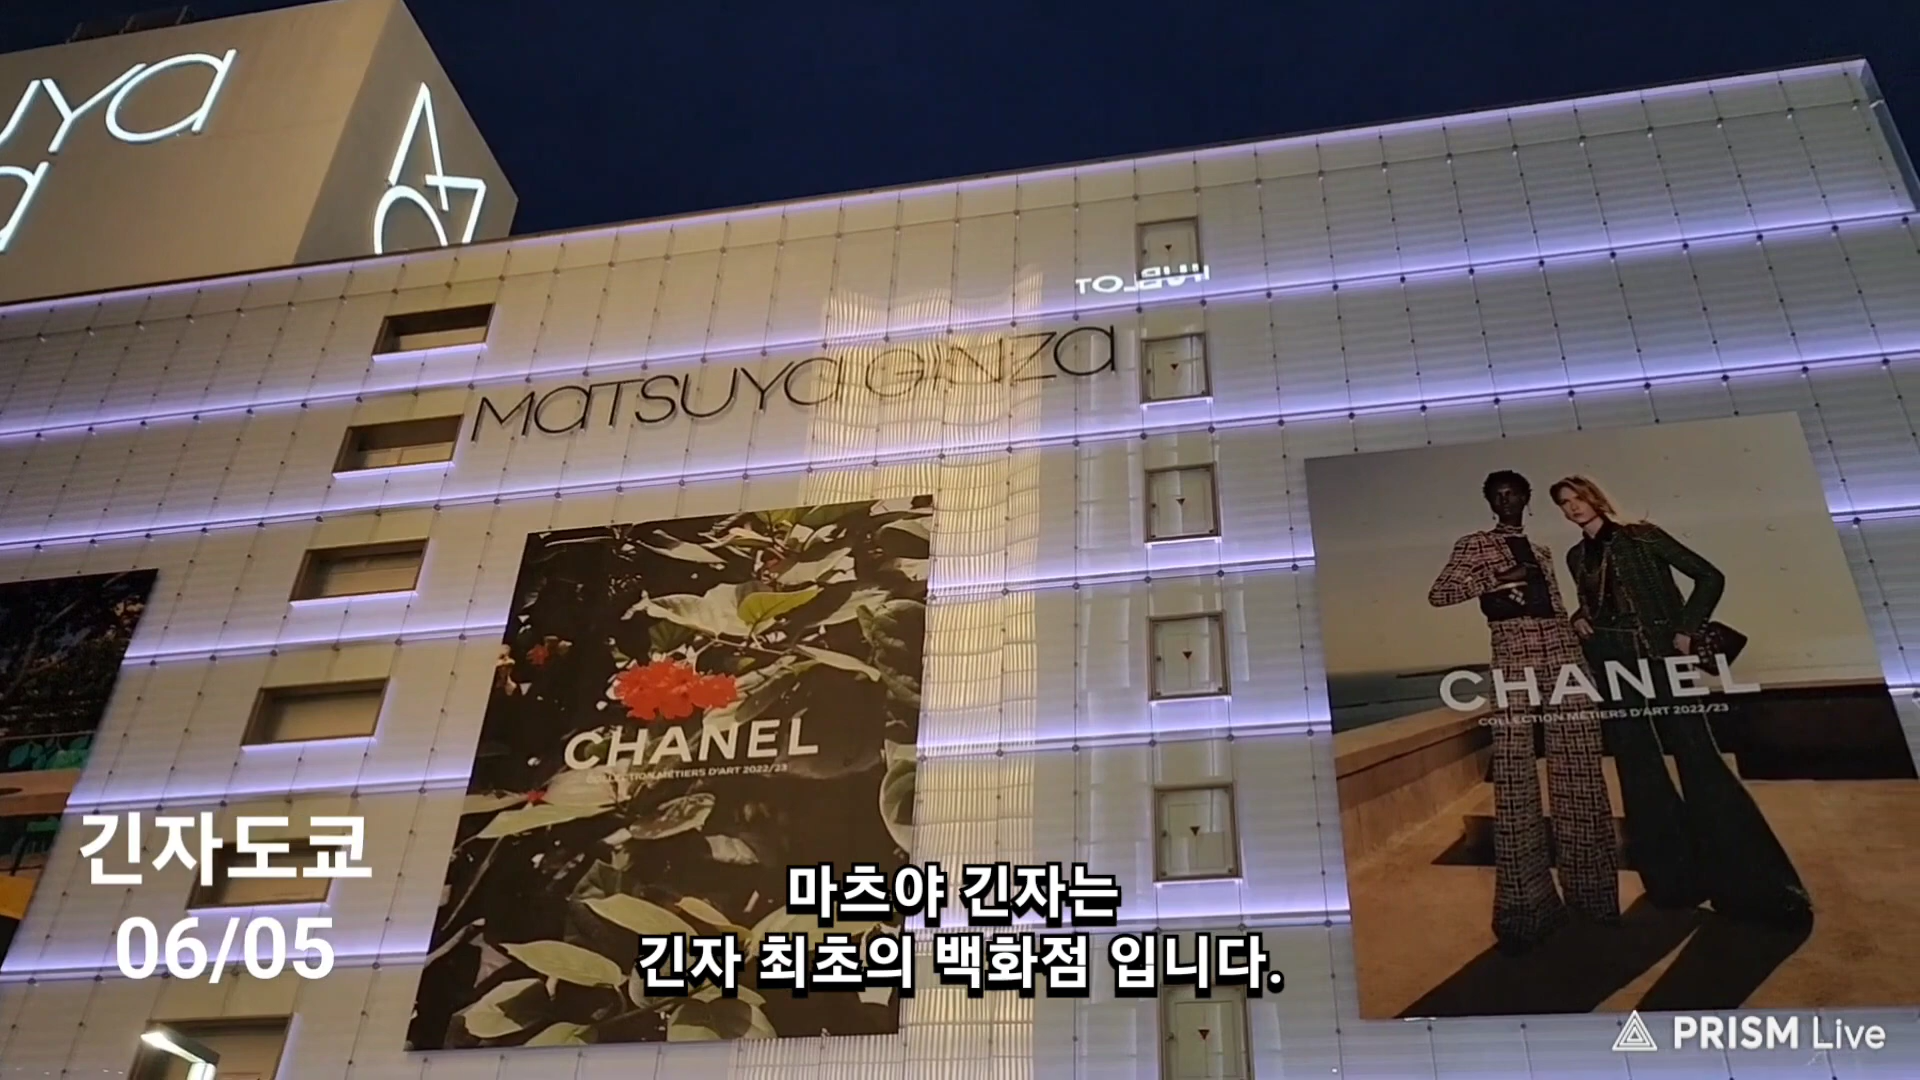 MATSUYA GINZA
HUBLOT
CHANEL
COLLECTION MÉTIERS D'ART 2022/23
CHANEL
COLLECTION MÉTIERS D'ART 2022/23
긴자도쿄
06/05
마츠야 긴자는
긴자 최초의 백화점 입니다.
PRISM Live